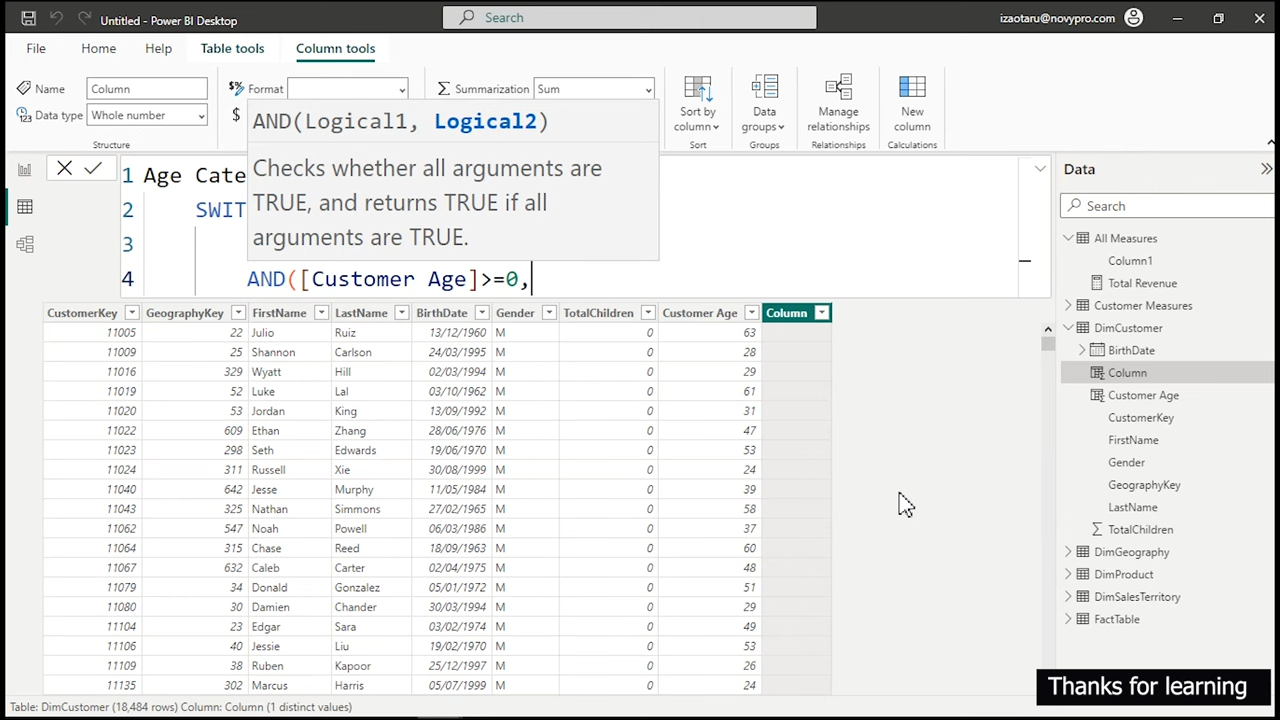 Untitled - Power BI Desktop
Search
izaotaru@novypro.com
File Home Help Table tools Column tools
Name Column
Data type Whole number
Structure
Format
$
Summarization Sum
Sort by column
Sort
Data groups
Groups
Manage relationships
Relationships
New column
Calculations
AND(Logical1, Logical2)
Checks whether all arguments are
TRUE, and returns TRUE if all
arguments are TRUE.
1 Age Cate
2 SWIT
3
4 AND([Customer Age]>=0,
CustomerKey GeographyKey FirstName LastName BirthDate Gender TotalChildren Customer Age Column
11005 22 Julio Ruiz 13/12/1960 M 0 63
11009 25 Shannon Carlson 24/03/1995 M 0 28
11016 329 Wyatt Hill 02/03/1994 M 0 29
11019 52 Luke Lal 03/10/1962 M 0 61
11020 53 Jordan King 13/09/1992 M 0 31
11022 609 Ethan Zhang 28/06/1976 M 0 47
11023 298 Seth Edwards 19/06/1970 M 0 53
11024 311 Russell Xie 30/08/1999 M 0 24
11040 642 Jesse Murphy 11/05/1984 M 0 39
11043 325 Nathan Simmons 27/02/1965 M 0 58
11062 547 Noah Powell 06/03/1986 M 0 37
11064 315 Chase Reed 18/09/1963 M 0 60
11067 632 Caleb Carter 02/04/1975 M 0 48
11079 34 Donald Gonzalez 05/01/1972 M 0 51
11080 30 Damien Chander 30/03/1994 M 0 29
11104 23 Edgar Sara 03/02/1974 M 0 49
11106 40 Jessie Liu 19/02/1970 M 0 53
11109 38 Ruben Kapoor 25/12/1997 M 0 26
11135 302 Marcus Harris 05/07/1999 M 0 24
Data
Search
All Measures
Column1
Total Revenue
Customer Measures
DimCustomer
BirthDate
Column
Customer Age
CustomerKey
FirstName
Gender
GeographyKey
LastName
TotalChildren
DimGeography
DimProduct
DimSalesTerritory
FactTable
Thanks for learning
Table: DimCustomer (18,484 rows) Column: Column (1 distinct values)